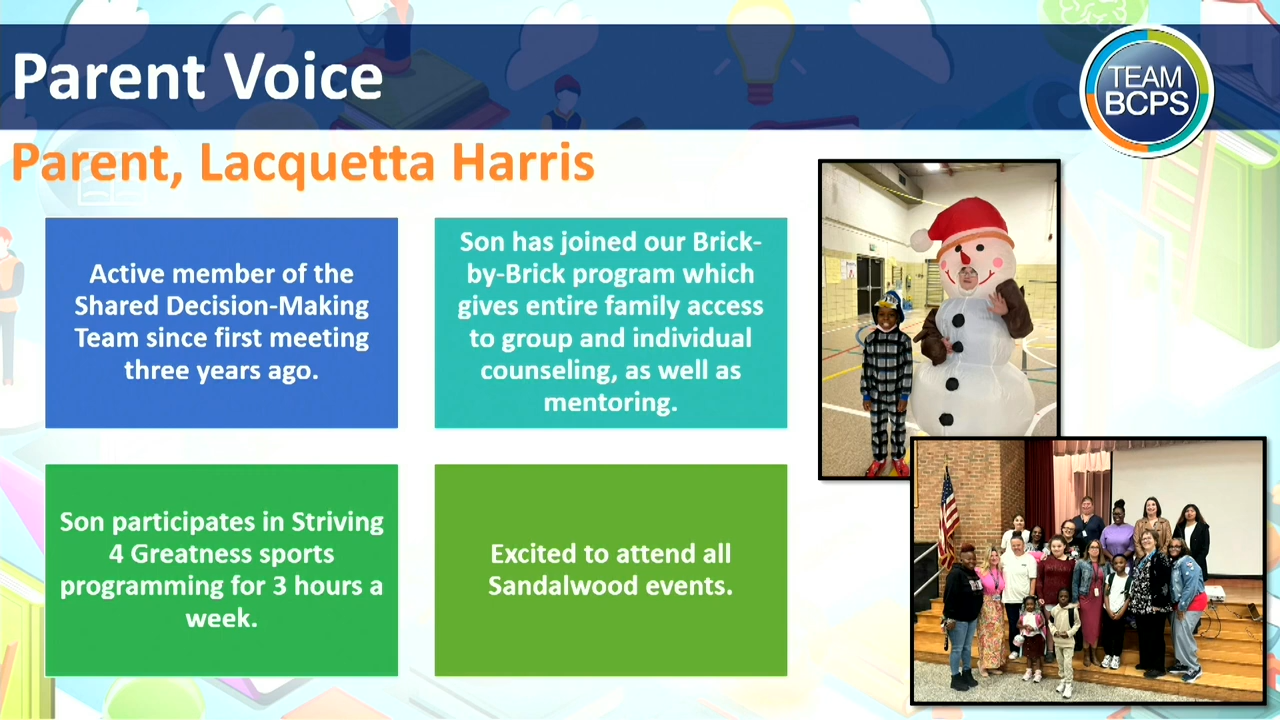 Parent Voice
TEAM
BCPS
Parent, Lacquetta Harris
Active member of the
Shared Decision-Making
Team since first meeting
three years ago.
Son has joined our Brick-
by-Brick program which
gives entire family access
to group and individual
counseling, as well as
mentoring.
Son participates in Striving
4 Greatness sports
programming for 3 hours a
week.
Excited to attend all
Sandalwood events.